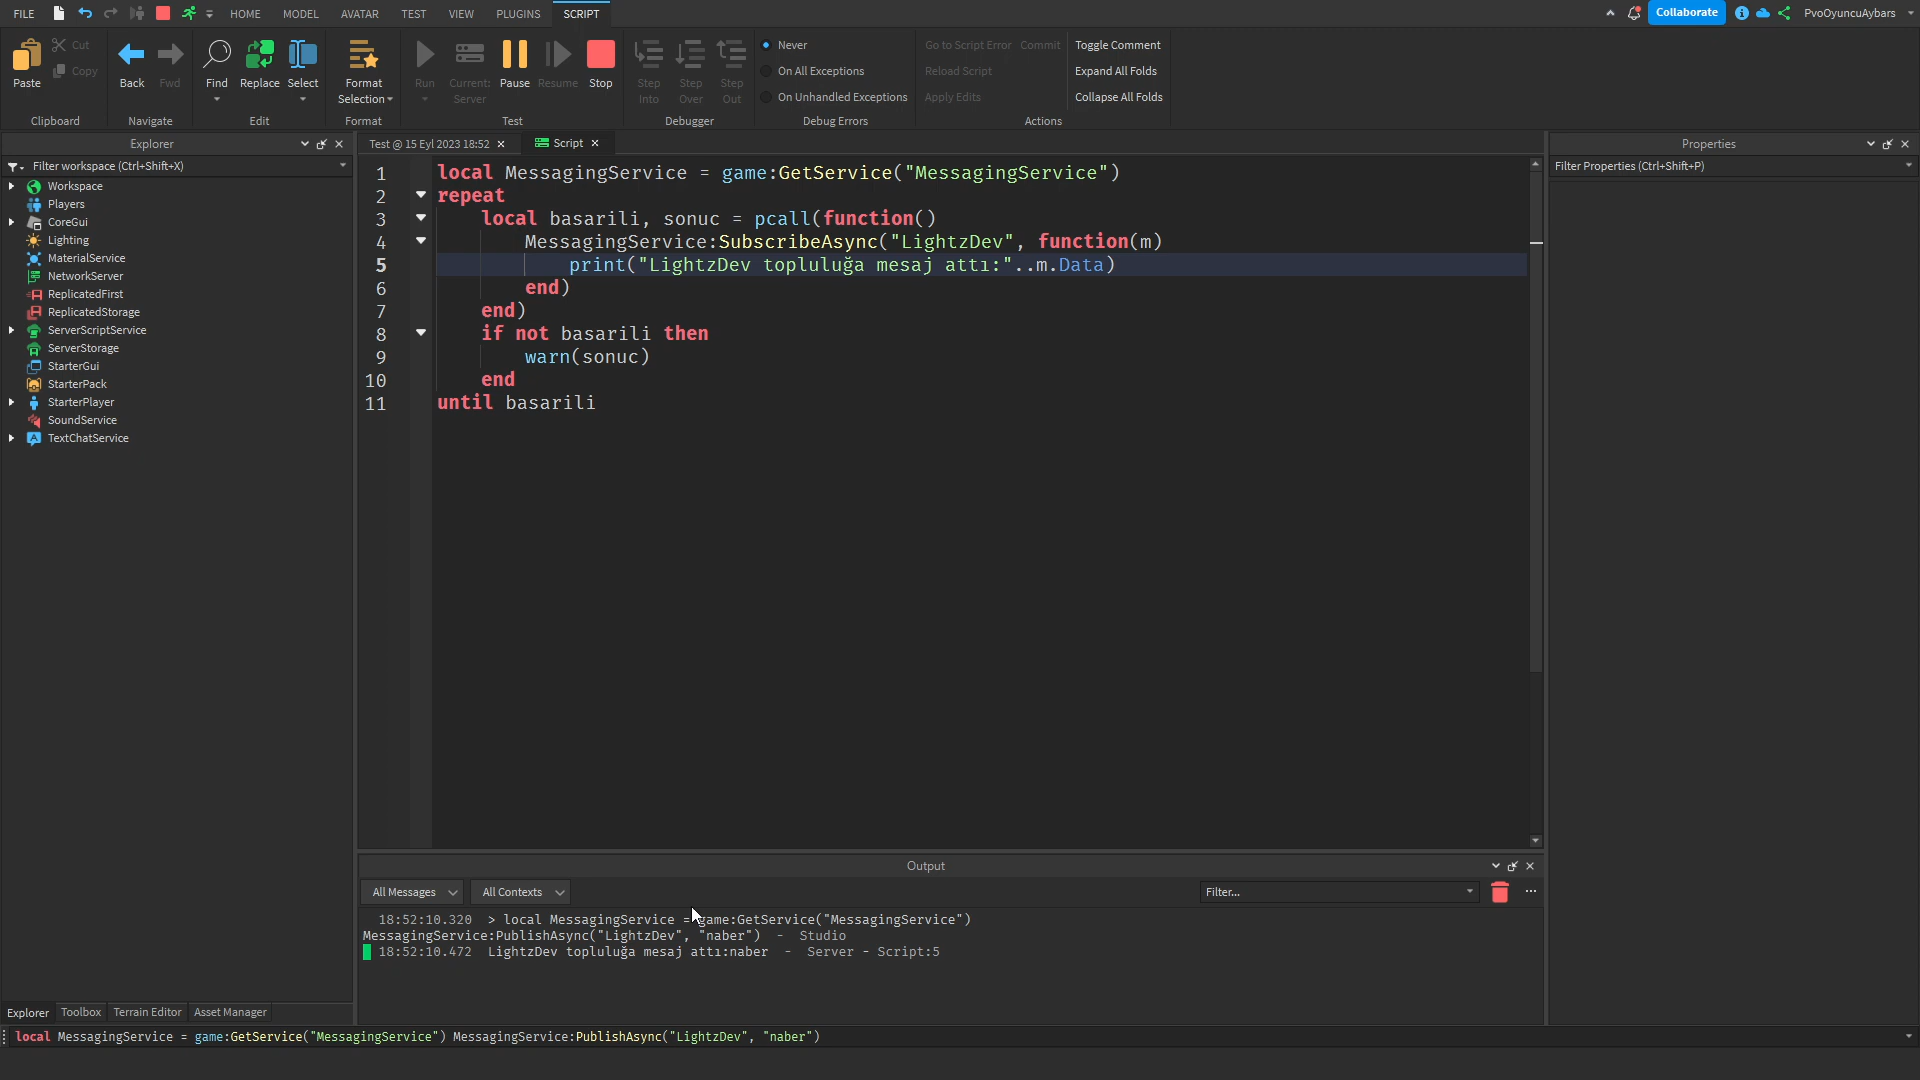 FILE HOME MODEL AVATAR TEST VIEW PLUGINS SCRIPT Collaborate PvoOyuncuAybars
Paste Cut Copy Back Fwd Find Replace Select Format Selection Run Current: Server Pause Resume Stop Step Into Step Over Step Out Never On All Exceptions On Unhandled Exceptions Go to Script Error Commit Reload Script Apply Edits Toggle Comment Expand All Folds Collapse All Folds
Clipboard Navigate Edit Format Test Debugger Debug Errors Actions
Explorer
Filter workspace (Ctrl+Shift+X)
Workspace
Players
CoreGui
Lighting
MaterialService
NetworkServer
ReplicatedFirst
ReplicatedStorage
ServerScriptService
ServerStorage
StarterGui
StarterPack
StarterPlayer
SoundService
TextChatService
Explorer Toolbox Terrain Editor Asset Manager
Test @ 15 Eyl 2023 18:52 Script
1 local MessagingService = game:GetService("MessagingService")
2 repeat
3 local basarili, sonuc = pcall(function()
4 MessagingService:SubscribeAsync("LightzDev", function(m)
5 print("LightzDev topluluğa mesaj attı:"..m.Data)
6 end)
7 end)
8 if not basarili then
9 warn(sonuc)
10 end
11 until basarili
Output
All Messages All Contexts Filter...
18:52:10.320 > local MessagingService = game:GetService("MessagingService")
MessagingService:PublishAsync("LightzDev", "naber") - Studio
18:52:10.472 LightzDev topluluğa mesaj attı:naber - Server - Script:5
Properties
Filter Properties (Ctrl+Shift+P)
local MessagingService = game:GetService("MessagingService") MessagingService:PublishAsync("LightzDev", "naber")